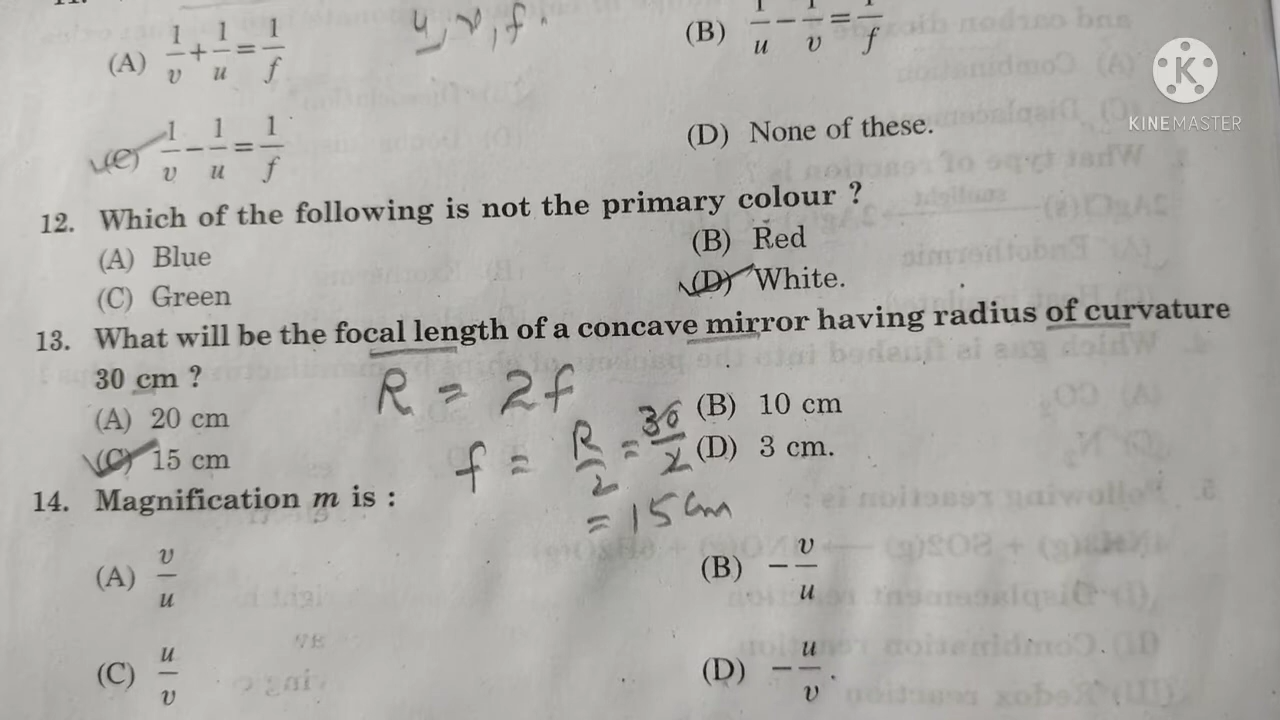 u, v, f.
(A) 1/v + 1/u = 1/f (B) 1/u − 1/v = 1/f
K
KINEMASTER
(C) 1/v − 1/u = 1/f (D) None of these.
12. Which of the following is not the primary colour ?
(A) Blue (B) Red
(C) Green (D) White.
13. What will be the focal length of a concave mirror having radius of curvature
30 cm ?
R = 2f
(A) 20 cm (B) 10 cm
f = R/2 = 30/2
(C) 15 cm (D) 3 cm.
= 15 cm
14. Magnification m is :
(A) v/u (B) − v/u
(C) u/v (D) − u/v.